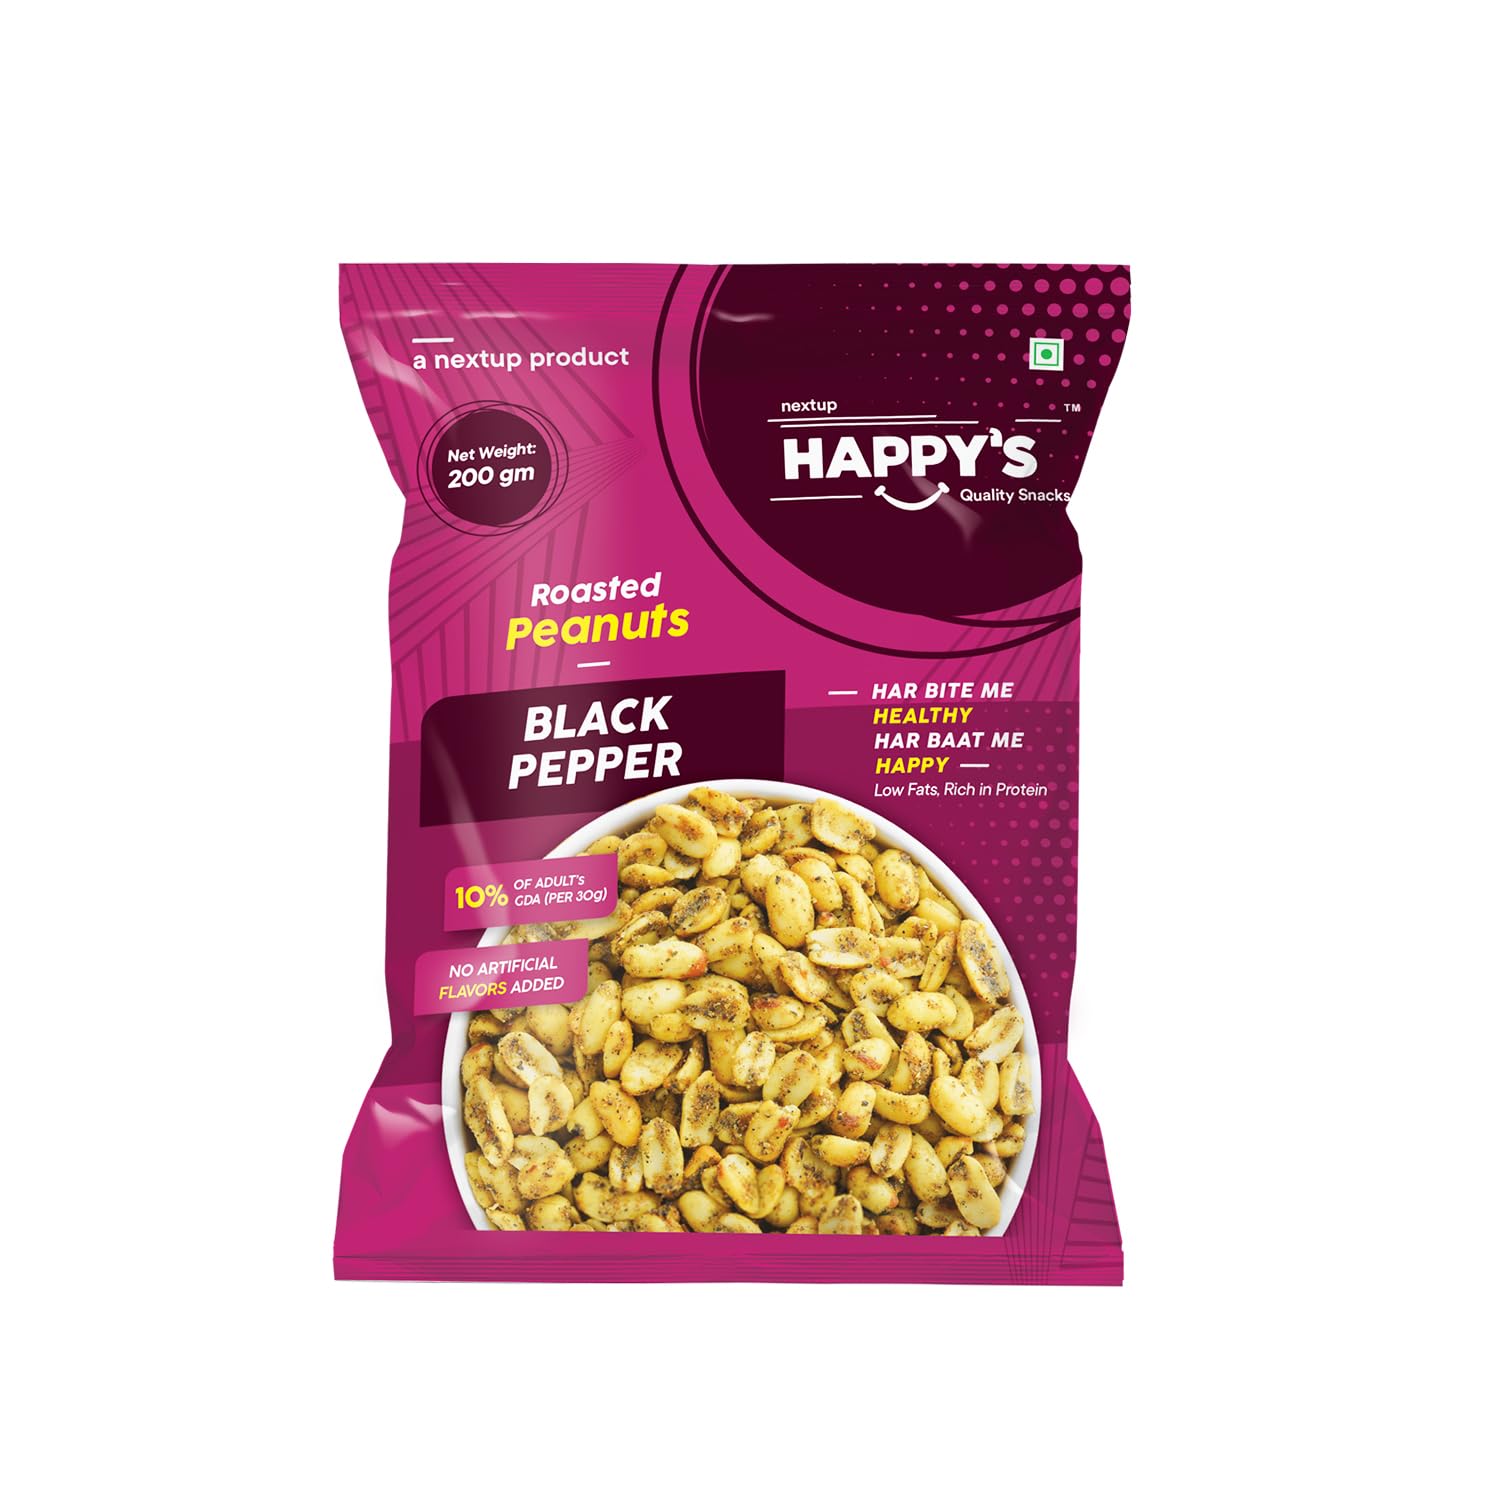 a nextup product
Net Weight:
200 gm
nextup
TM
HAPPY'S
Quality Snacks
Roasted
Peanuts
BLACK
PEPPER
HAR BITE ME
HEALTHY
HAR BAAT ME
HAPPY
Low Fats, Rich in Protein
10% OF ADULT'S
GDA (PER 30g)
NO ARTIFICIAL
FLAVORS ADDED